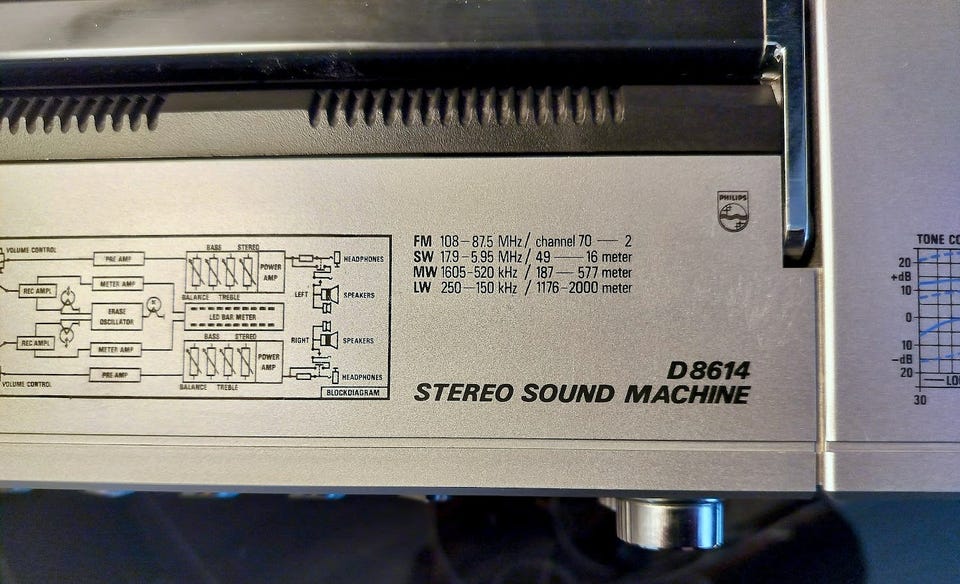 PHILIPS
VOLUME CONTROL
PRE AMP
BASS STEREO
POWER AMP
HEADPHONES
METER AMP
REC AMPL
BALANCE TREBLE
LEFT
SPEAKERS
ERASE OSCILLATOR
LED BAR METER
REC AMPL
METER AMP
BASS STEREO
RIGHT
SPEAKERS
POWER AMP
PRE AMP
HEADPHONES
VOLUME CONTROL
BALANCE TREBLE
BLOCKDIAGRAM
FM 108–87.5 MHz / channel 70 — 2
SW 17.9–5.95 MHz / 49 — 16 meter
MW 1605-520 kHz / 187 — 577 meter
LW 250–150 kHz / 1176-2000 meter
D8614
STEREO SOUND MACHINE
TONE CO
20
+dB
10
0
10
-dB
20
30